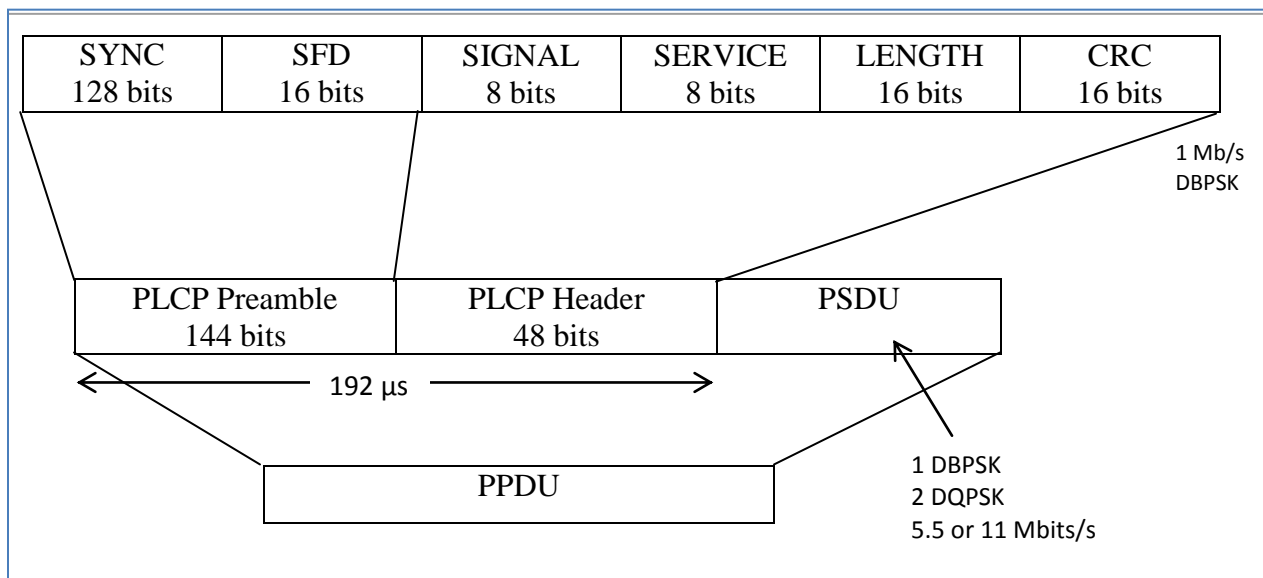 SYNC
128 bits
SFD
16 bits
SIGNAL
8 bits
SERVICE
8 bits
LENGTH
16 bits
CRC
16 bits
1 Mb/s
DBPSK
PLCP Preamble
144 bits
PLCP Header
48 bits
PSDU
192 µs
1 DBPSK
2 DQPSK
5.5 or 11 Mbits/s
PPDU